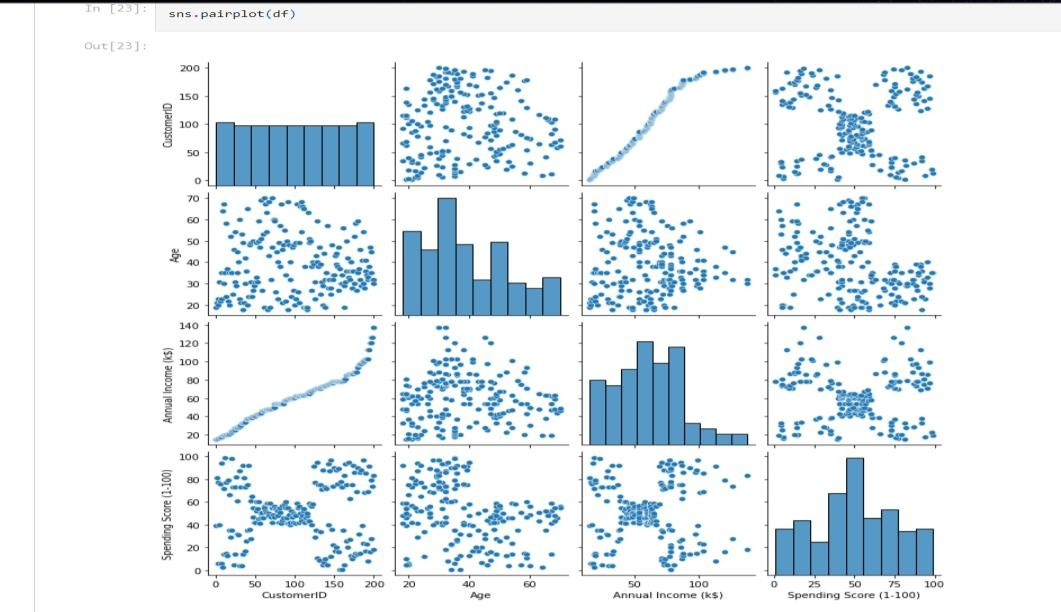 In [23]:
sns.pairplot(df)
Out[23]:
200
150
100
50
0
CustomerID
70
60
50
40
30
20
Age
140
120
100
80
60
40
20
Annual Income (k$)
100
80
60
40
20
0
Spending Score (1-100)
0 50 100 150 200
20 40 60
50 100
0 25 50 75 100
CustomerID
Age
Annual Income (k$)
Spending Score (1-100)